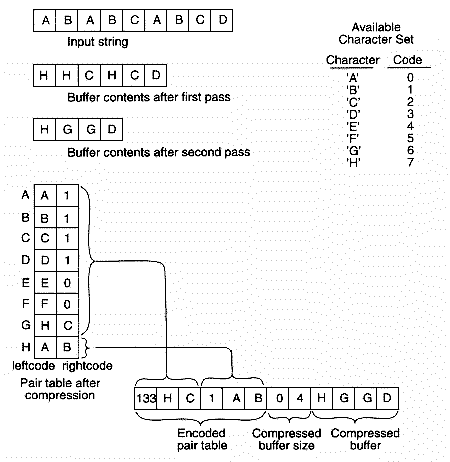 A B A B C A B C D
Input string
H H C H C D
Buffer contents after first pass
H G G D
Buffer contents after second pass
Available
Character Set
Character Code
'A' 0
'B' 1
'C' 2
'D' 3
'E' 4
'F' 5
'G' 6
'H' 7
A A 1
B B 1
C C 1
D D 1
E E 0
F F 0
G H C
H A B
leftcode rightcode
Pair table after
compression
133 H C 1 A B 0 4 H G G D
Encoded
pair table
Compressed
buffer size
Compressed
buffer